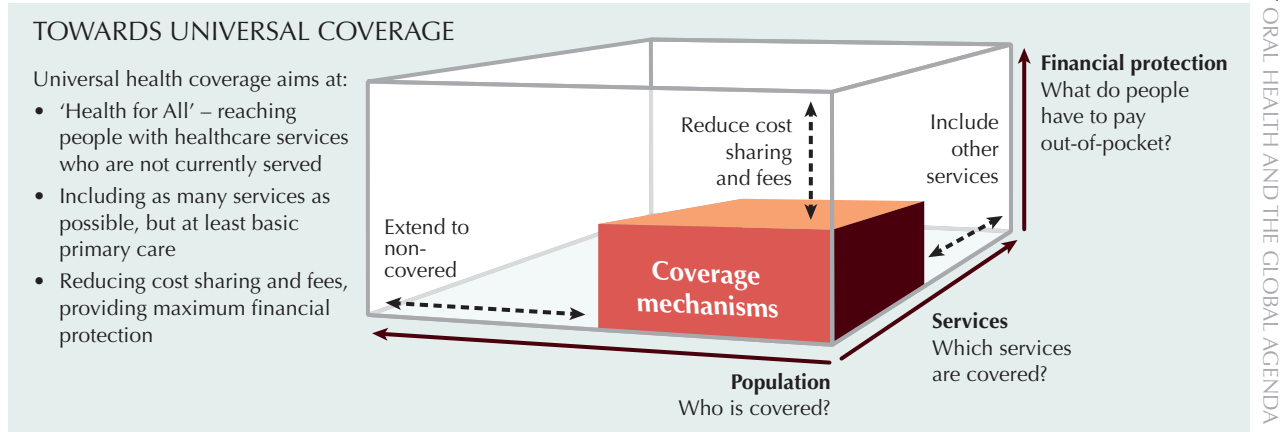 TOWARDS UNIVERSAL COVERAGE
Universal health coverage aims at:
• ‘Health for All’ – reaching
people with healthcare services
who are not currently served
• Including as many services as
possible, but at least basic
primary care
• Reducing cost sharing and fees,
providing maximum financial
protection
Extend to
non-
covered
Reduce cost
sharing
and fees
Include
other
services
Coverage
mechanisms
Financial protection
What do people
have to pay
out-of-pocket?
Services
Which services
are covered?
Population
Who is covered?
ORAL HEALTH AND THE GLOBAL AGENDA